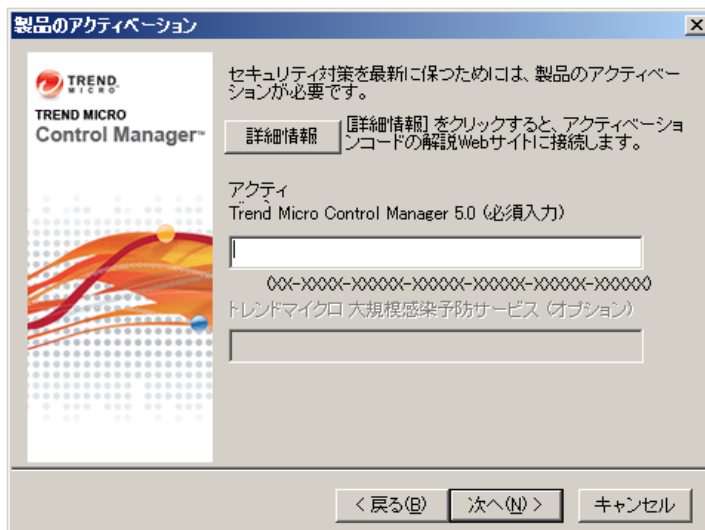 製品のアクティベーション
TREND
MICRO
TREND MICRO
Control Manager™
セキュリティ対策を最新に保つためには、製品のアクティベー
ションが必要です。
詳細情報
[詳細情報] をクリックすると、アクティベーショ
ンコードの解説Webサイトに接続します。
アクティ
Trend Micro Control Manager 5.0 (必須入力)
(XX-XXXX-XXXXX-XXXXX-XXXXX-XXXXX-XXXXX)
トレンドマイクロ 大規模感染予防サービス (オプション)
< 戻る(B)
次へ(N) >
キャンセル